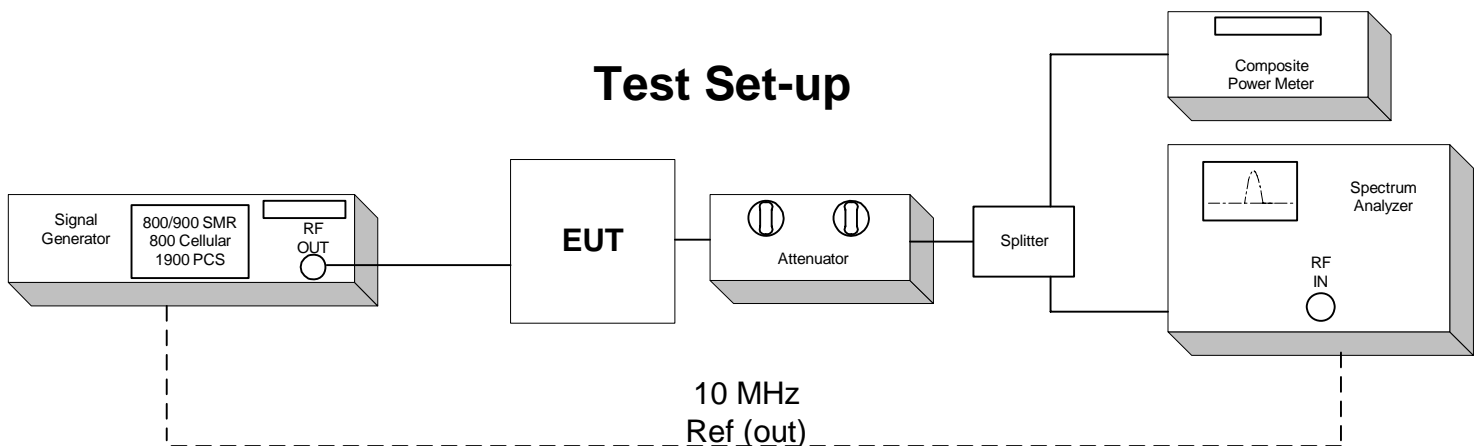 Test Set-up
Composite
Power Meter
Signal
Generator
800/900 SMR
800 Cellular
1900 PCS
RF
OUT
EUT
Attenuator
Splitter
Spectrum
Analyzer
RF
IN
10 MHz
Ref (out)